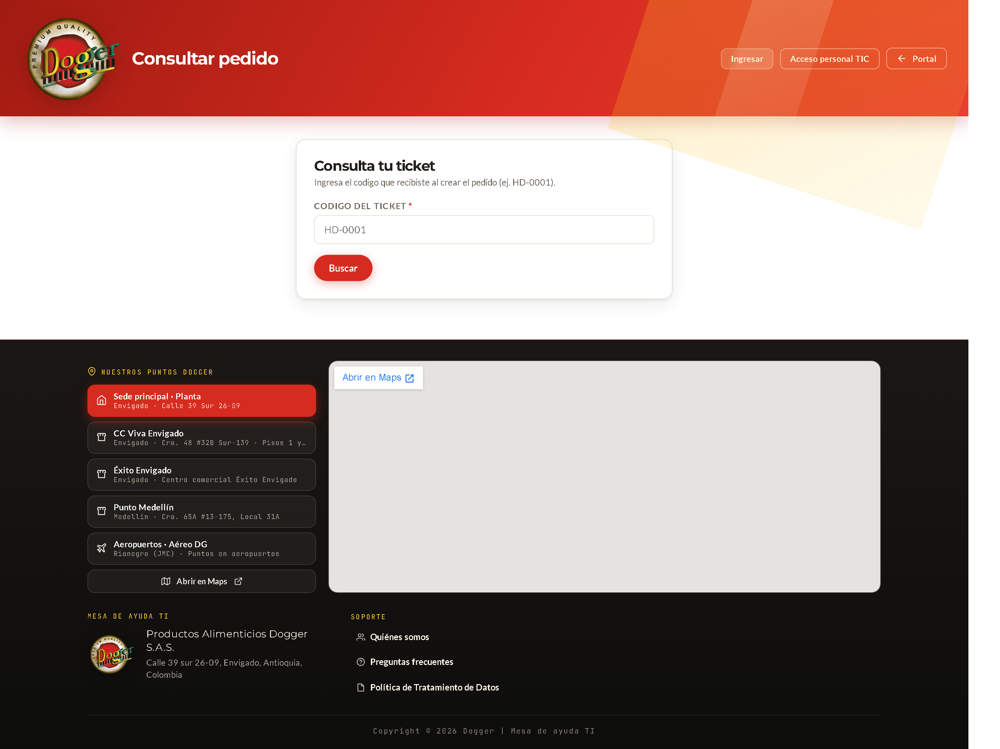 PREMIUM QUALITY
Dogger
Consultar pedido
Ingresar
Acceso personal TIC
Portal
Consulta tu ticket
Ingresa el codigo que recibiste al crear el pedido (ej. HD-0001).
CODIGO DEL TICKET *
HD-0001
Buscar
NUESTROS PUNTOS DOGGER
Sede principal · Planta
Envigado · Calle 39 Sur 26-09
CC Viva Envigado
Envigado · Cra. 48 #32B Sur-139 · Pisos 1 y…
Éxito Envigado
Envigado · Centro comercial Éxito Envigado
Punto Medellín
Medellín · Cra. 65A #13-175, Local 31A
Aeropuertos · Aéreo DG
Rionegro (JMC) · Puntos en aeropuertos
Abrir en Maps
Abrir en Maps
MESA DE AYUDA TI
PREMIUM QUALITY
Dogger
Productos Alimenticios Dogger
S.A.S.
Calle 39 sur 26-09, Envigado, Antioquia,
Colombia
SOPORTE
Quiénes somos
Preguntas frecuentes
Política de Tratamiento de Datos
Copyright © 2026 Dogger | Mesa de ayuda TI